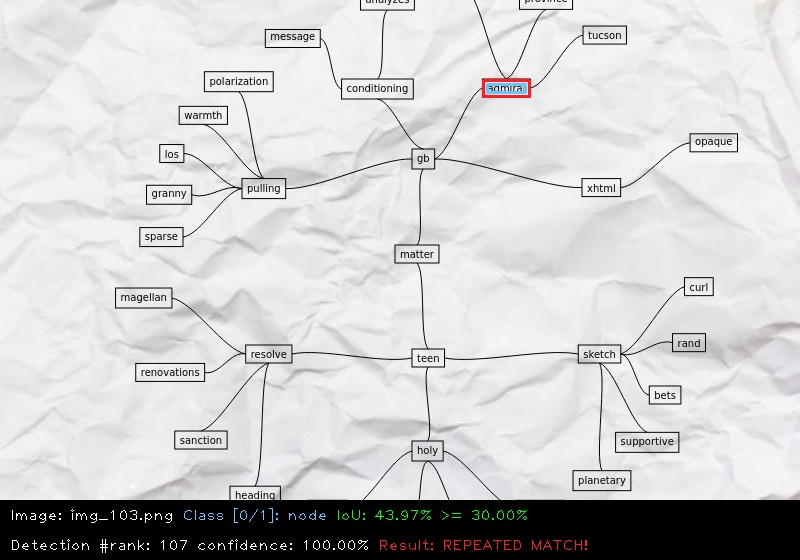 analyzes
province
message
tucson
polarization
conditioning
warmth
opaque
los
gb
pulling
xhtml
granny
sparse
matter
magellan
curl
rand
resolve
teen
sketch
renovations
bets
sanction
supportive
holy
planetary
heading
Image: img_103.png Class [0/1]: node IoU: 43.97% >= 30.00%
Detection #rank: 107 confidence: 100.00% Result: REPEATED MATCH!